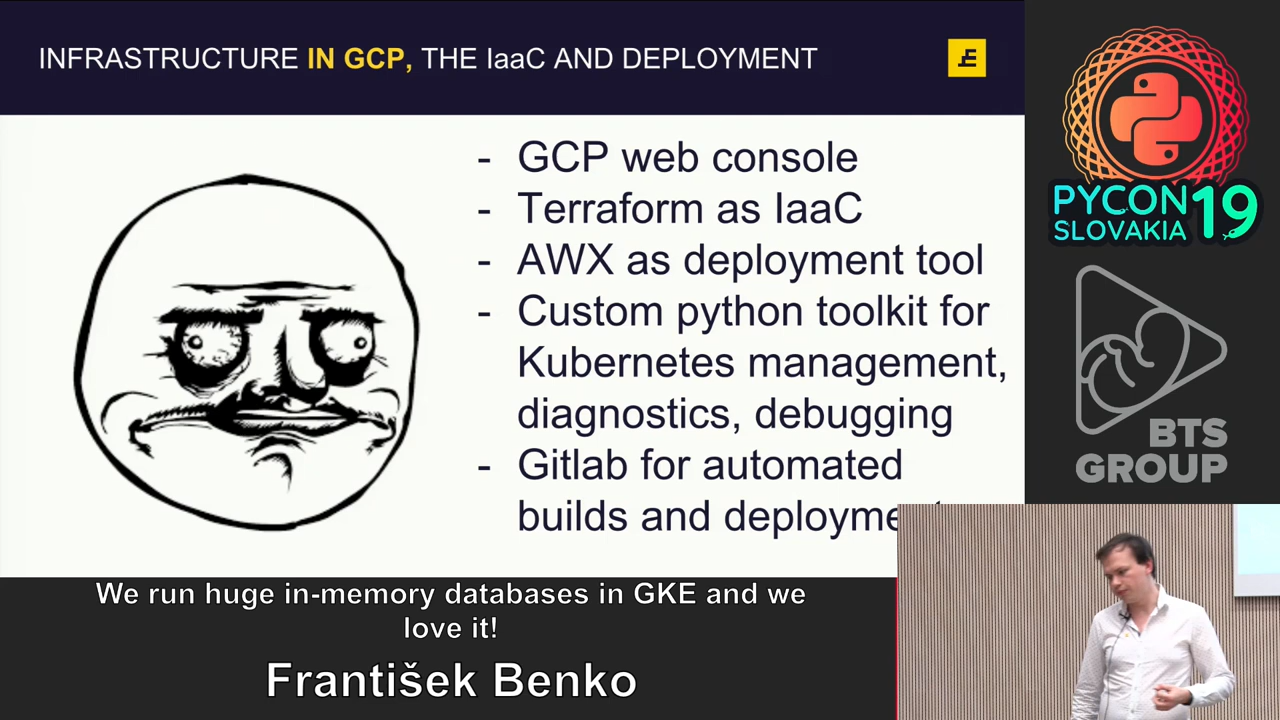 INFRASTRUCTURE IN GCP, THE IaaC AND DEPLOYMENT
- GCP web console
- Terraform as IaaC
- AWX as deployment tool
- Custom python toolkit for
Kubernetes management,
diagnostics, debugging
- Gitlab for automated
builds and
PYCON 19
SLOVAKIA
BTS
GROUP
We run huge in-memory databases in GKE and we
love it!
František Benko